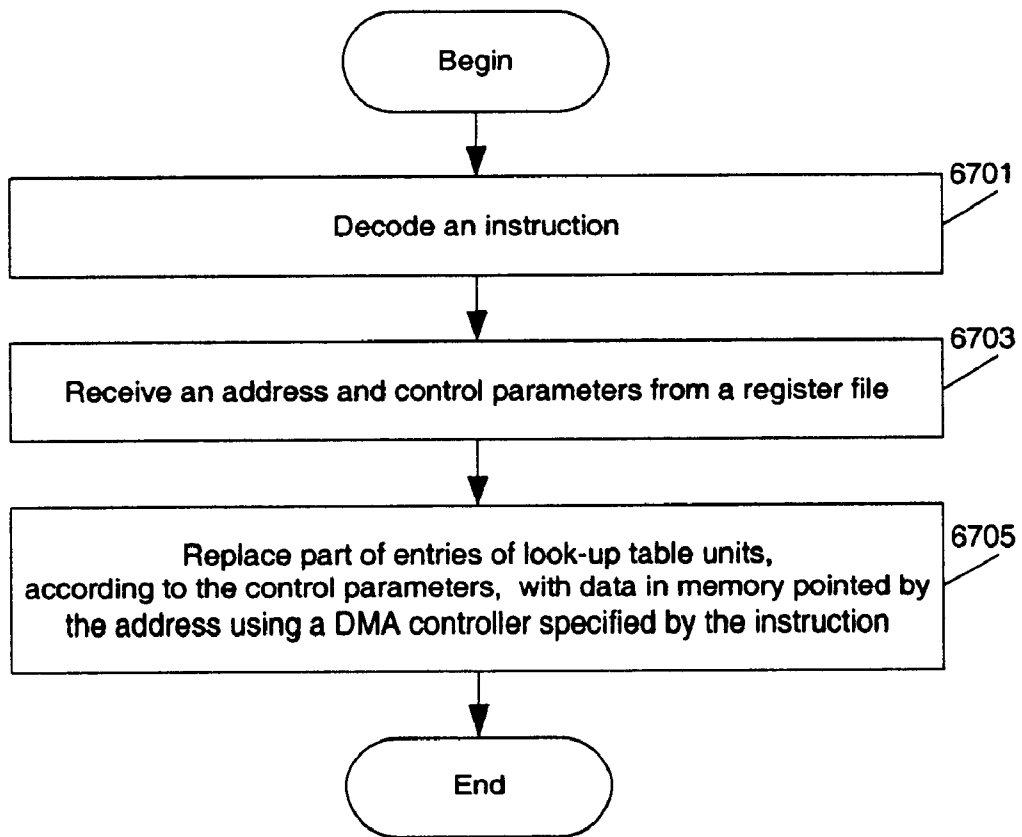 Begin
6701
Decode an instruction
6703
Receive an address and control parameters from a register file
6705
Replace part of entries of look-up table units,
according to the control parameters, with data in memory pointed by
the address using a DMA controller specified by the instruction
End